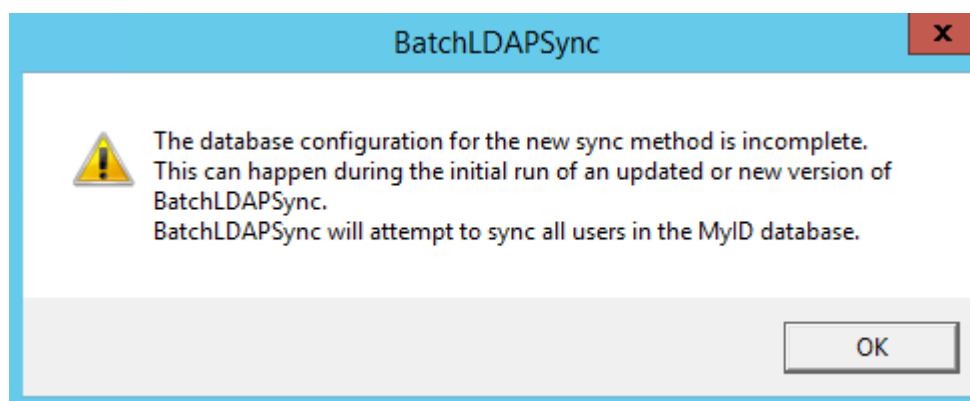 BatchLDAPSync
x
The database configuration for the new sync method is incomplete.
This can happen during the initial run of an updated or new version of
BatchLDAPSync.
BatchLDAPSync will attempt to sync all users in the MyID database.
OK